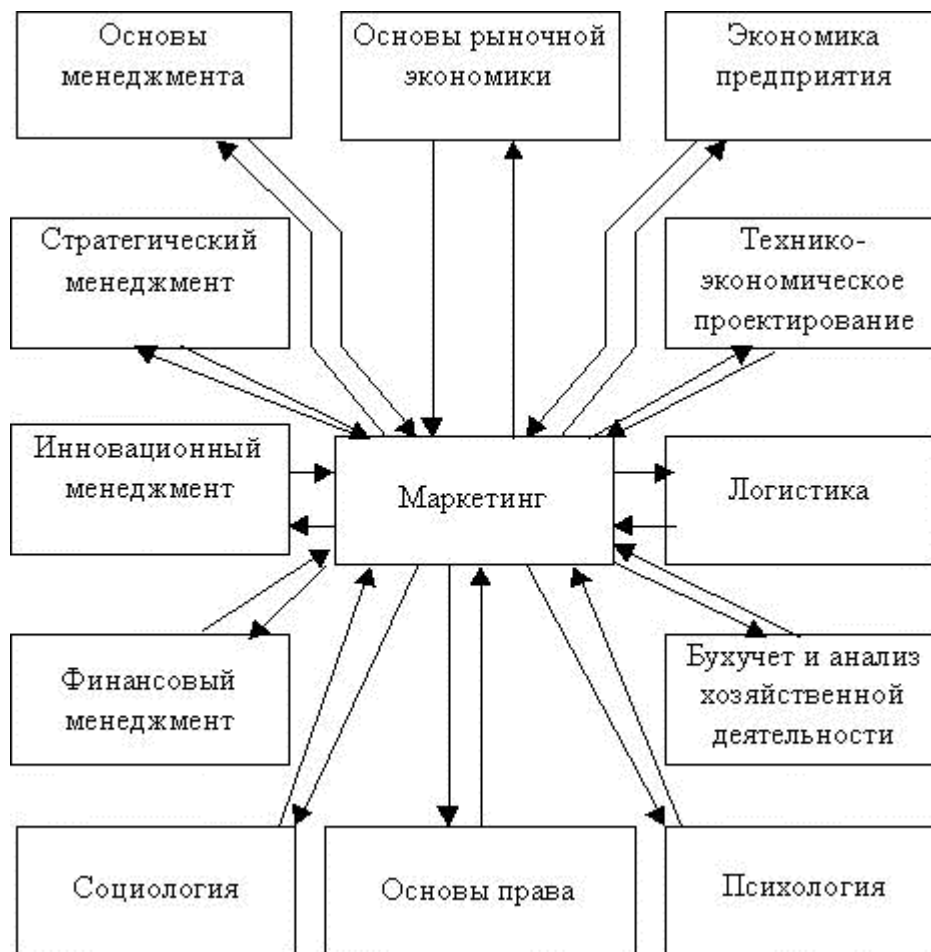 Основы
менеджмента
Основы рыночной
экономики
Экономика
предприятия
Стратегический
менеджмент
Технико-
экономическое
проектирование
Инновационный
менеджмент
Маркетинг
Логистика
Финансовый
менеджмент
Бухучет и анализ
хозяйственной
деятельности
Социология
Основы права
Психология